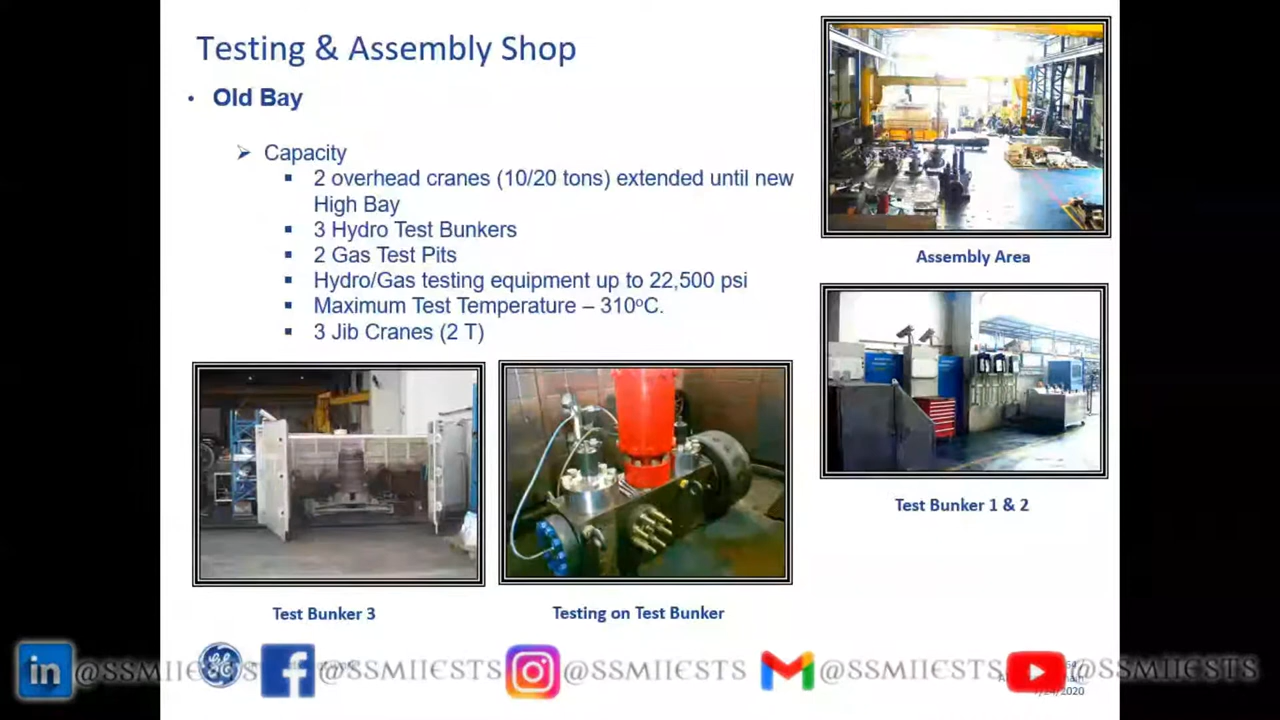 Testing & Assembly Shop
• Old Bay
➢ Capacity
▪ 2 overhead cranes (10/20 tons) extended until new
High Bay
▪ 3 Hydro Test Bunkers
▪ 2 Gas Test Pits
▪ Hydro/Gas testing equipment up to 22,500 psi
▪ Maximum Test Temperature – 310°C.
▪ 3 Jib Cranes (2 T)
Assembly Area
Test Bunker 1 & 2
Test Bunker 3
Testing on Test Bunker
in @SSMIIESTS
f @SSMIIESTS
@SSMIIESTS
@SSMIIESTS
@SSMIIESTS
/2020